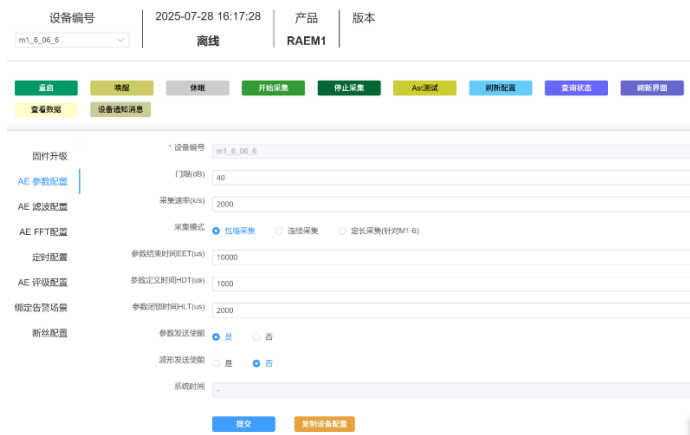 设备编号 2025-07-28 16:17:28 产品 版本
m1_6_06_6 离线 RAEM1
重启 唤醒 休眠 开始采集 停止采集 Ast测试 刷新配置 查询状态 刷新界面
查看数据 设备通知消息
固件升级
AE 参数配置
AE 滤波配置
AE FFT配置
定时配置
AE 评级配置
绑定告警场景
断丝配置
* 设备编号 m1_6_06_6
门限(dB) 40
采集速率(k/s) 2000
采集模式 包络采集 连续采集 定长采集(针对M1-6)
参数结束时间EET(us) 10000
参数定义时间HDT(us) 1000
参数闭锁时间HLT(us) 2000
参数发送使能 是 否
波形发送使能 是 否
系统时间 -
提交 复制设备配置